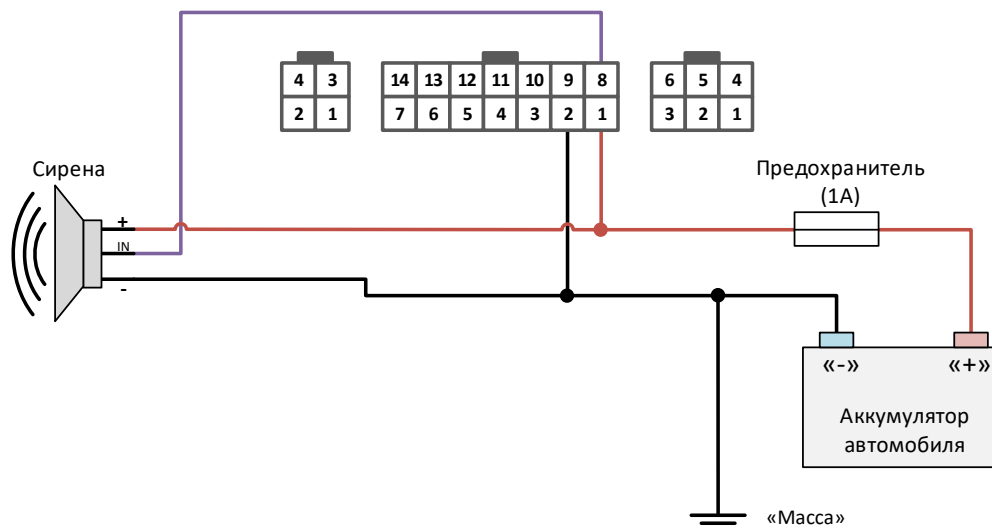 4 3
2 1
14 13 12 11 10 9 8
7 6 5 4 3 2 1
6 5 4
3 2 1
Сирена
+
IN
-
Предохранитель
(1А)
«-» «+»
Аккумулятор
автомобиля
«Масса»